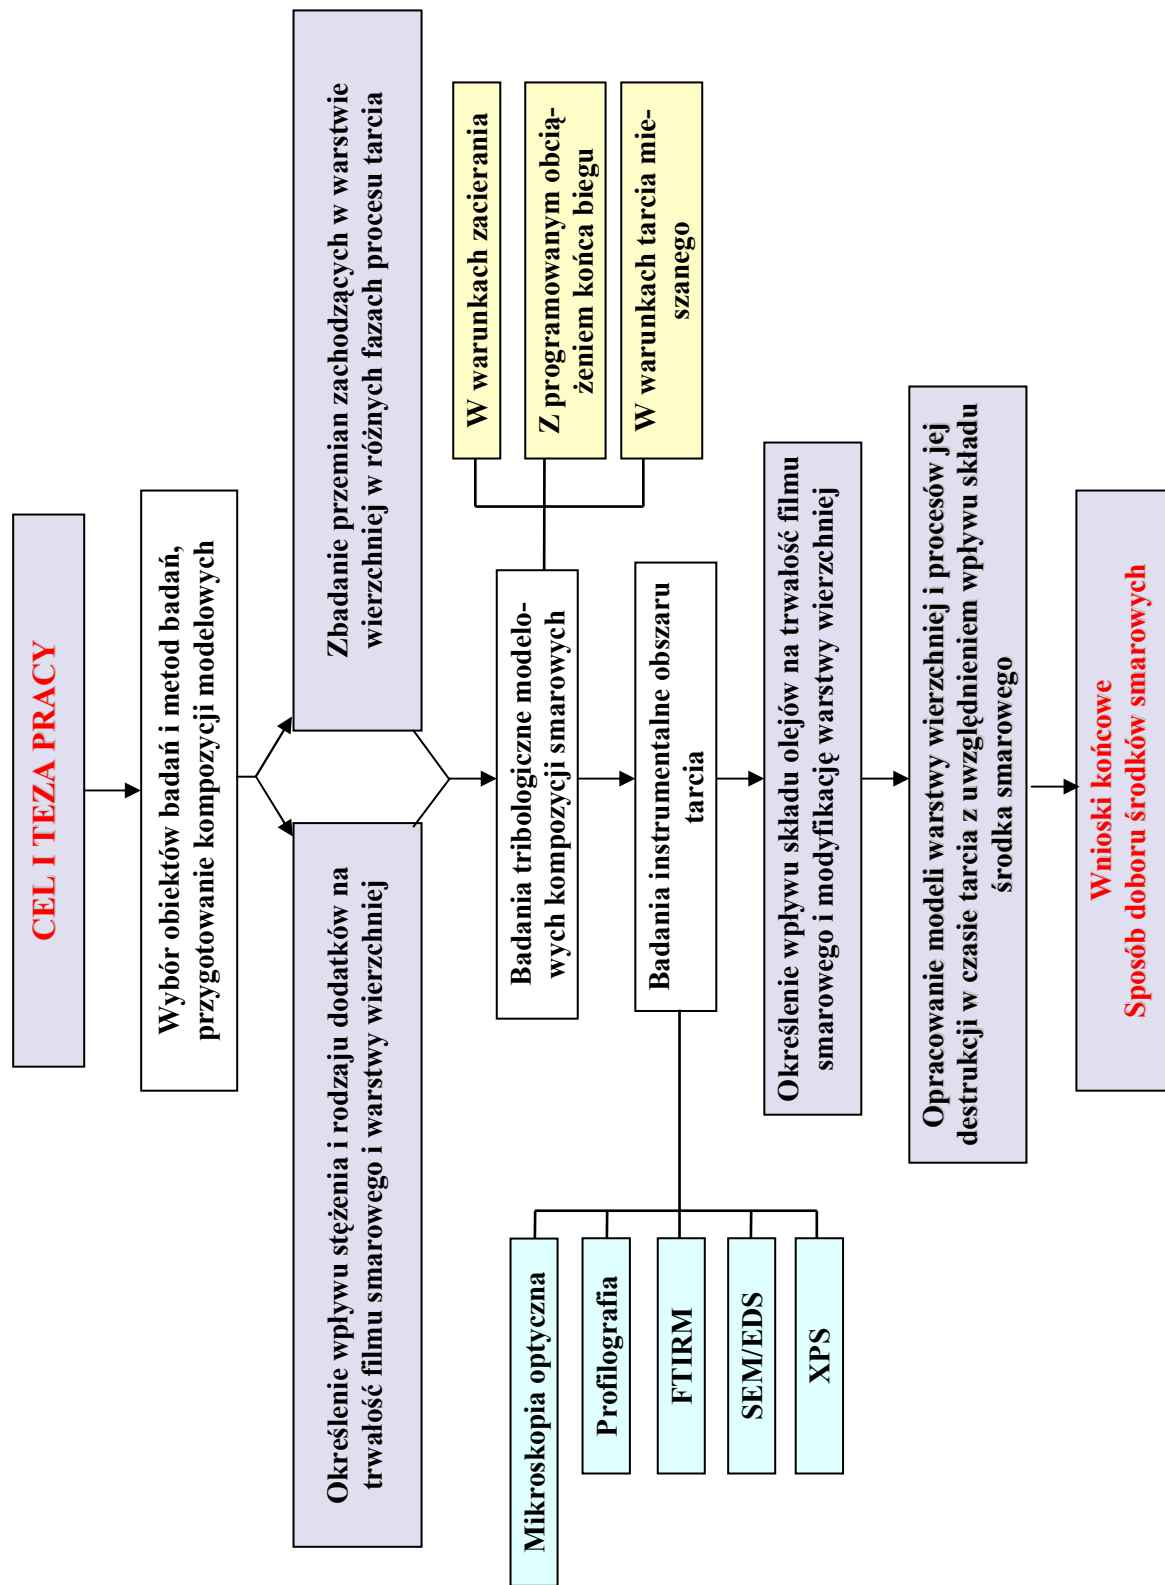 CEL I TEZA PRACY
Wybór obiektów badań i metod badań,
przygotowanie kompozycji modelowych
Określenie wpływu stężenia i rodzaju dodatków na
trwałość filmu smarowego i warstwy wierzchniej
Zbadanie przemian zachodzących w warstwie
wierzchniej w różnych fazach procesu tarcia
Badania tribologiczne modelo-
wych kompozycji smarowych
W warunkach zacierania
Z programowanym obcią-
żeniem końca biegu
W warunkach tarcia mie-
szanego
Badania instrumentalne obszaru
tarcia
Mikroskopia optyczna
Profilografia
FTIRM
SEM/EDS
XPS
Określenie wpływu składu olejów na trwałość filmu
smarowego i modyfikację warstwy wierzchniej
Opracowanie modeli warstwy wierzchniej i procesów jej
destrukcji w czasie tarcia z uwzględnieniem wpływu składu
środka smarowego
Wnioski końcowe
Sposób doboru środków smarowych